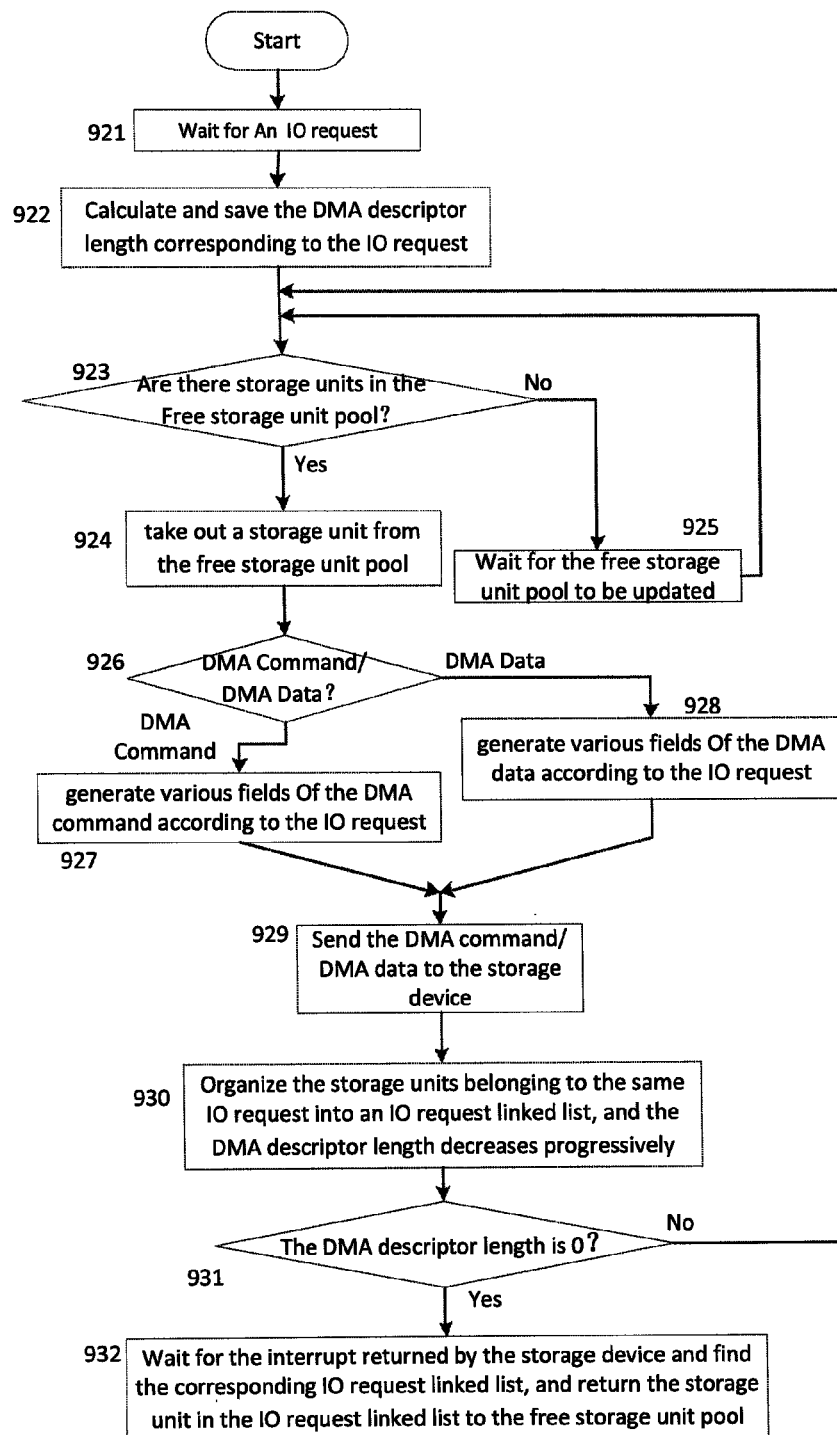 Start
921
Wait for An IO request
922
Calculate and save the DMA descriptor
length corresponding to the IO request
923
Are there storage units in the
Free storage unit pool?
No
Yes
924
take out a storage unit from
the free storage unit pool
925
Wait for the free storage
unit pool to be updated
926
DMA Command/
DMA Data?
DMA Data
DMA
Command
928
generate various fields Of the DMA
data according to the IO request
generate various fields Of the DMA
command according to the IO request
927
929
Send the DMA command/
DMA data to the storage
device
930
Organize the storage units belonging to the same
IO request into an IO request linked list, and the
DMA descriptor length decreases progressively
The DMA descriptor length is 0?
No
931
Yes
932
Wait for the interrupt returned by the storage device and find
the corresponding IO request linked list, and return the storage
unit in the IO request linked list to the free storage unit pool